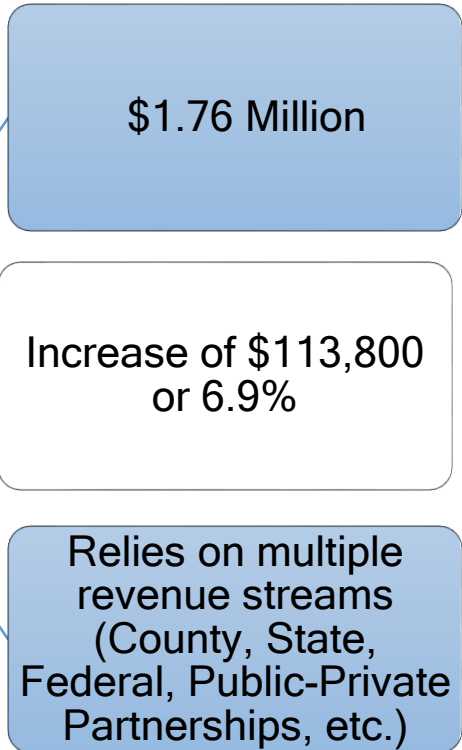 $1.76 Million
Increase of $113,800
or 6.9%
Relies on multiple
revenue streams
(County, State,
Federal, Public-Private
Partnerships, etc.)